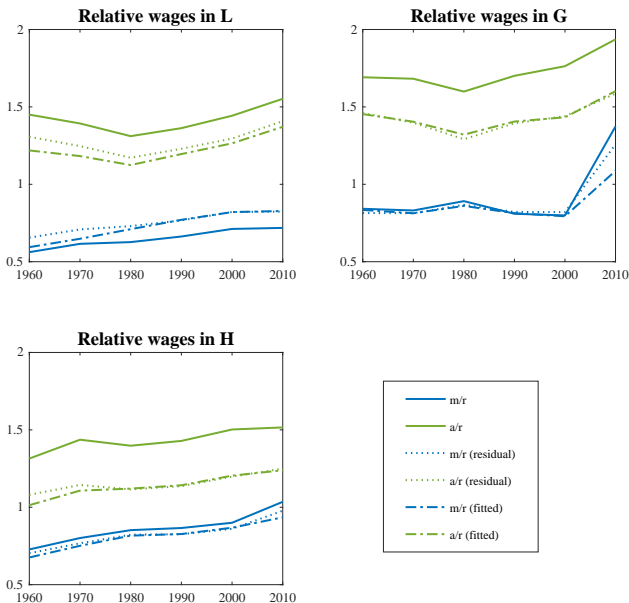 Relative wages in L
2
1.5
1
0.5
1960 1970 1980 1990 2000 2010
Relative wages in G
2
1.5
1
0.5
1960 1970 1980 1990 2000 2010
Relative wages in H
2
1.5
1
0.5
1960 1970 1980 1990 2000 2010
m/r
a/r
m/r (residual)
a/r (residual)
m/r (fitted)
a/r (fitted)